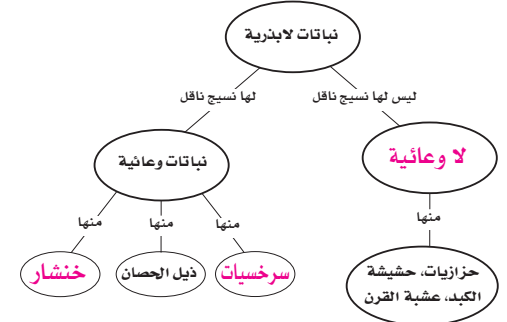 نباتات لابذرية
ليس لها نسيج ناقل
لها نسيج ناقل
لا وعائية
نباتات وعائية
منها
منها
منها
منها
حزازيات، حشيشة
الكبد، عشبة القرن
سرخسيات
ذيل الحصان
خنشار